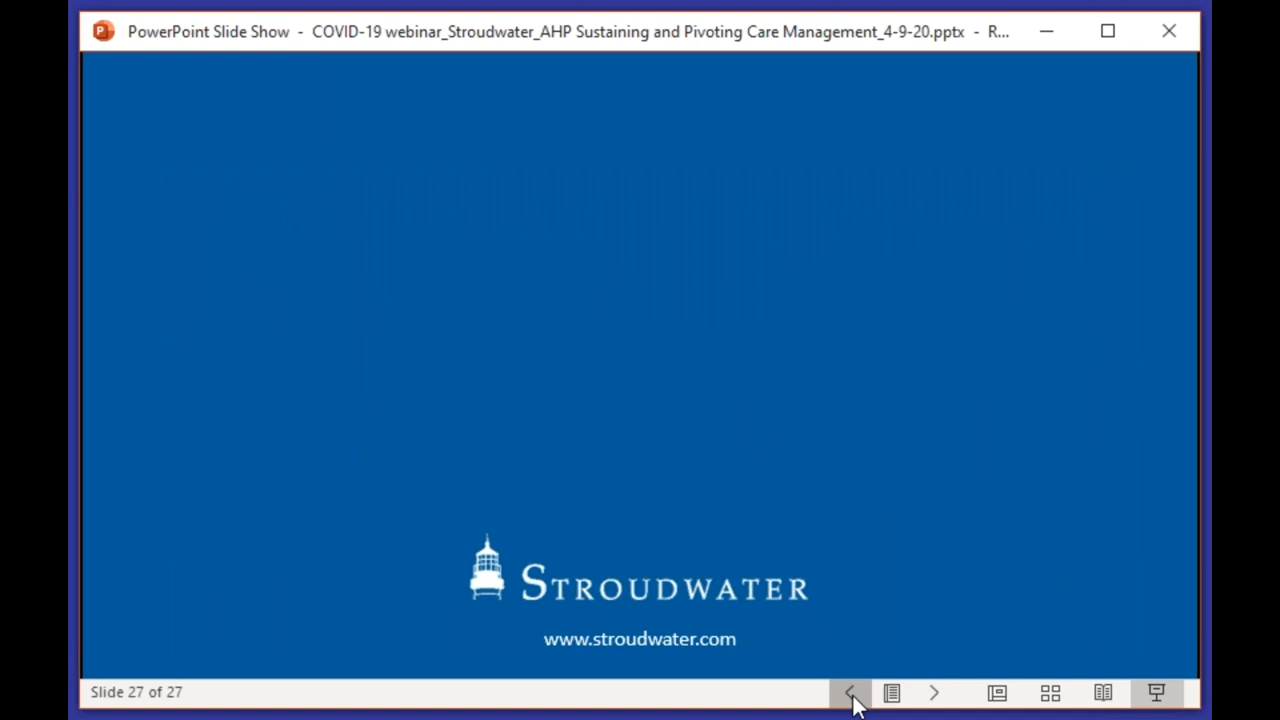 PowerPoint Slide Show - COVID-19 webinar_Stroudwater_AHP Sustaining and Pivoting Care Management_4-9-20.pptx - R...
STROUDWATER
www.stroudwater.com
Slide 27 of 27